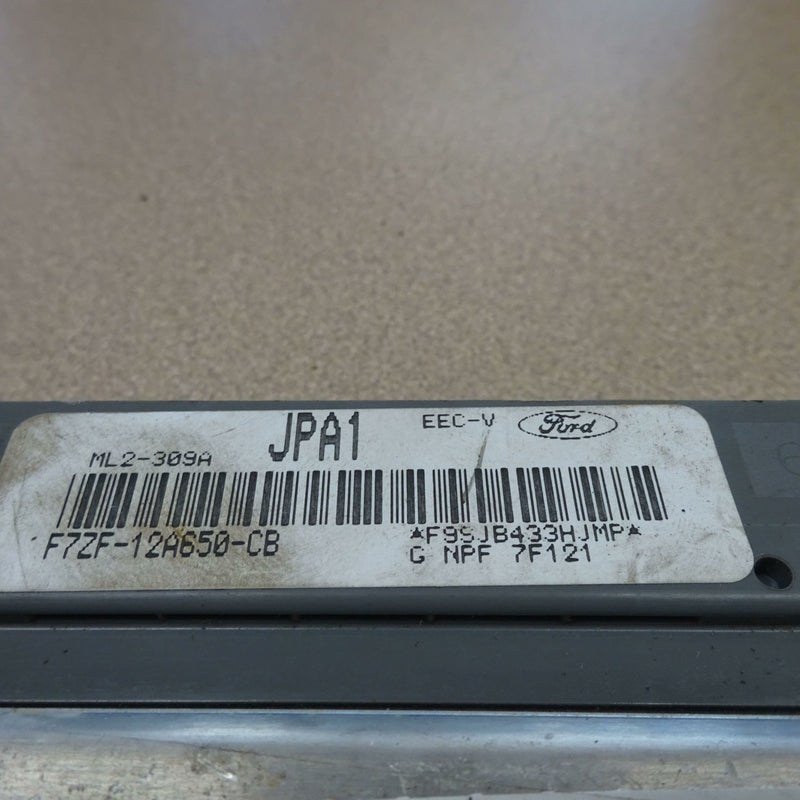 JPA1
EEC-V Ford
ML2-309A
F7ZF-12A650-CB
*F9SJB433HJMP*
G NPF 7F121